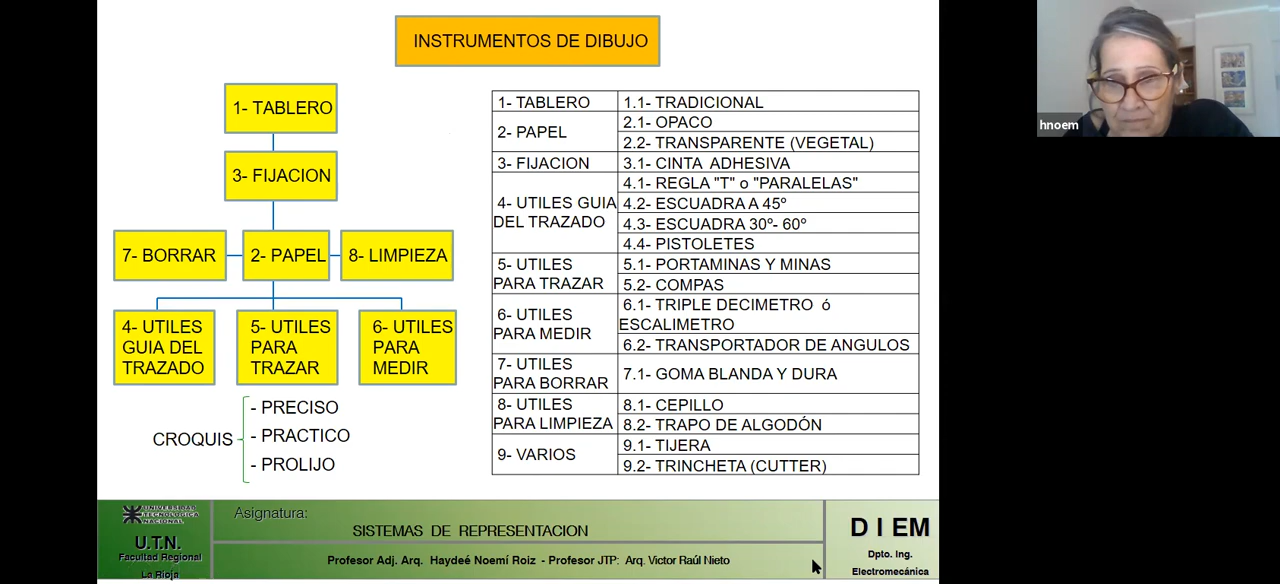 INSTRUMENTOS DE DIBUJO
1- TABLERO
3- FIJACION
7- BORRAR
2- PAPEL
8- LIMPIEZA
4- UTILES
GUIA DEL
TRAZADO
5- UTILES
PARA
TRAZAR
6- UTILES
PARA
MEDIR
CROQUIS
- PRECISO
- PRACTICO
- PROLIJO
1- TABLERO
1.1- TRADICIONAL
2- PAPEL
2.1- OPACO
2.2- TRANSPARENTE (VEGETAL)
3- FIJACION
3.1- CINTA ADHESIVA
4- UTILES GUIA
DEL TRAZADO
4.1- REGLA "T" o "PARALELAS"
4.2- ESCUADRA A 45º
4.3- ESCUADRA 30º- 60º
4.4- PISTOLETES
5- UTILES
PARA TRAZAR
5.1- PORTAMINAS Y MINAS
5.2- COMPAS
6- UTILES
PARA MEDIR
6.1- TRIPLE DECIMETRO ó
ESCALIMETRO
6.2- TRANSPORTADOR DE ANGULOS
7- UTILES
PARA BORRAR
7.1- GOMA BLANDA Y DURA
8- UTILES
PARA LIMPIEZA
8.1- CEPILLO
8.2- TRAPO DE ALGODÓN
9- VARIOS
9.1- TIJERA
9.2- TRINCHETA (CUTTER)
hnoem
UNIVERSIDAD
TECNOLOGICA
NACIONAL
U.T.N.
Facultad Regional
La Rioja
Asignatura:
SISTEMAS DE REPRESENTACION
Profesor Adj. Arq. Haydeé Noemí Roiz - Profesor JTP: Arq. Victor Raúl Nieto
D I EM
Dpto. Ing.
Electromecánica